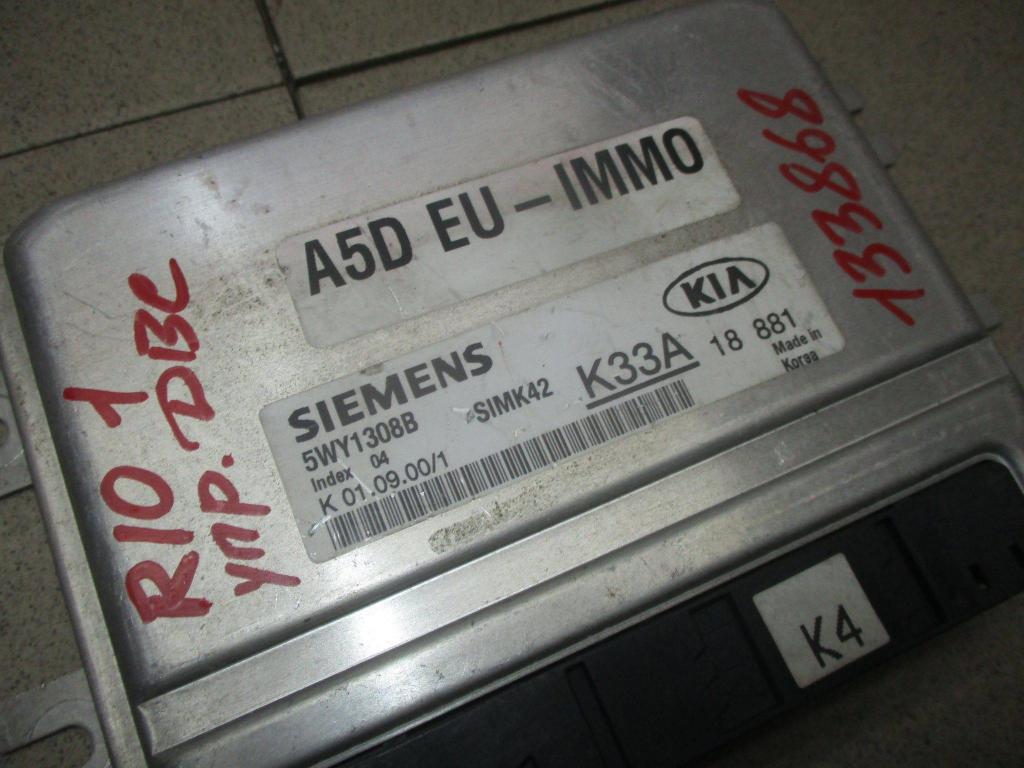 A5D EU – IMMO
KIA
SIEMENS
SIMK42
K33A
18 881
5WY1308B
Index 04
Made in
Korea
K 01.09.00/1
K4
RIO 1
упр. ДВС
13868